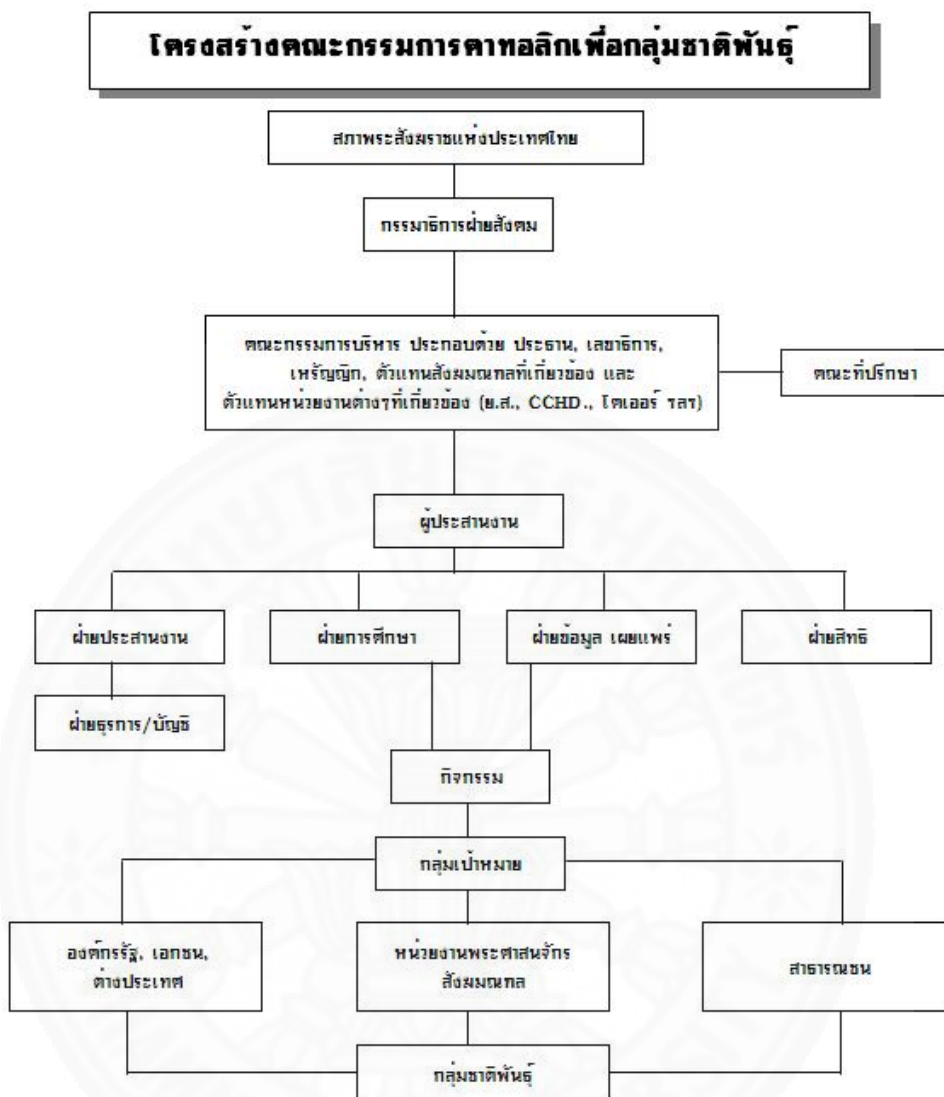 โครงสร้างคณะกรรมการคาทอลิกเพื่อกลุ่มชาติพันธุ์
สภาพระสังฆราชแห่งประเทศไทย
กรรมาธิการฝ่ายสังคม
คณะกรรมการบริหาร ประกอบด้วย ประธาน, เลขาธิการ,
เหรัญญิก, ตัวแทนสังฆมณฑลที่เกี่ยวข้อง และ
ตัวแทนหน่วยงานต่างๆที่เกี่ยวข้อง (ย.ส., CCHD., ไตเออร์ ฯลฯ)
คณะที่ปรึกษา
ผู้ประสานงาน
ฝ่ายประสานงาน
ฝ่ายการศึกษา
ฝ่ายข้อมูล เผยแพร่
ฝ่ายสิทธิ
ฝ่ายธุรการ/บัญชี
กิจกรรม
กลุ่มเป้าหมาย
องค์กรรัฐ, เอกชน,
ต่างประเทศ
หน่วยงานพระศาสนจักร
สังฆมณฑล
สาธารณชน
กลุ่มชาติพันธุ์